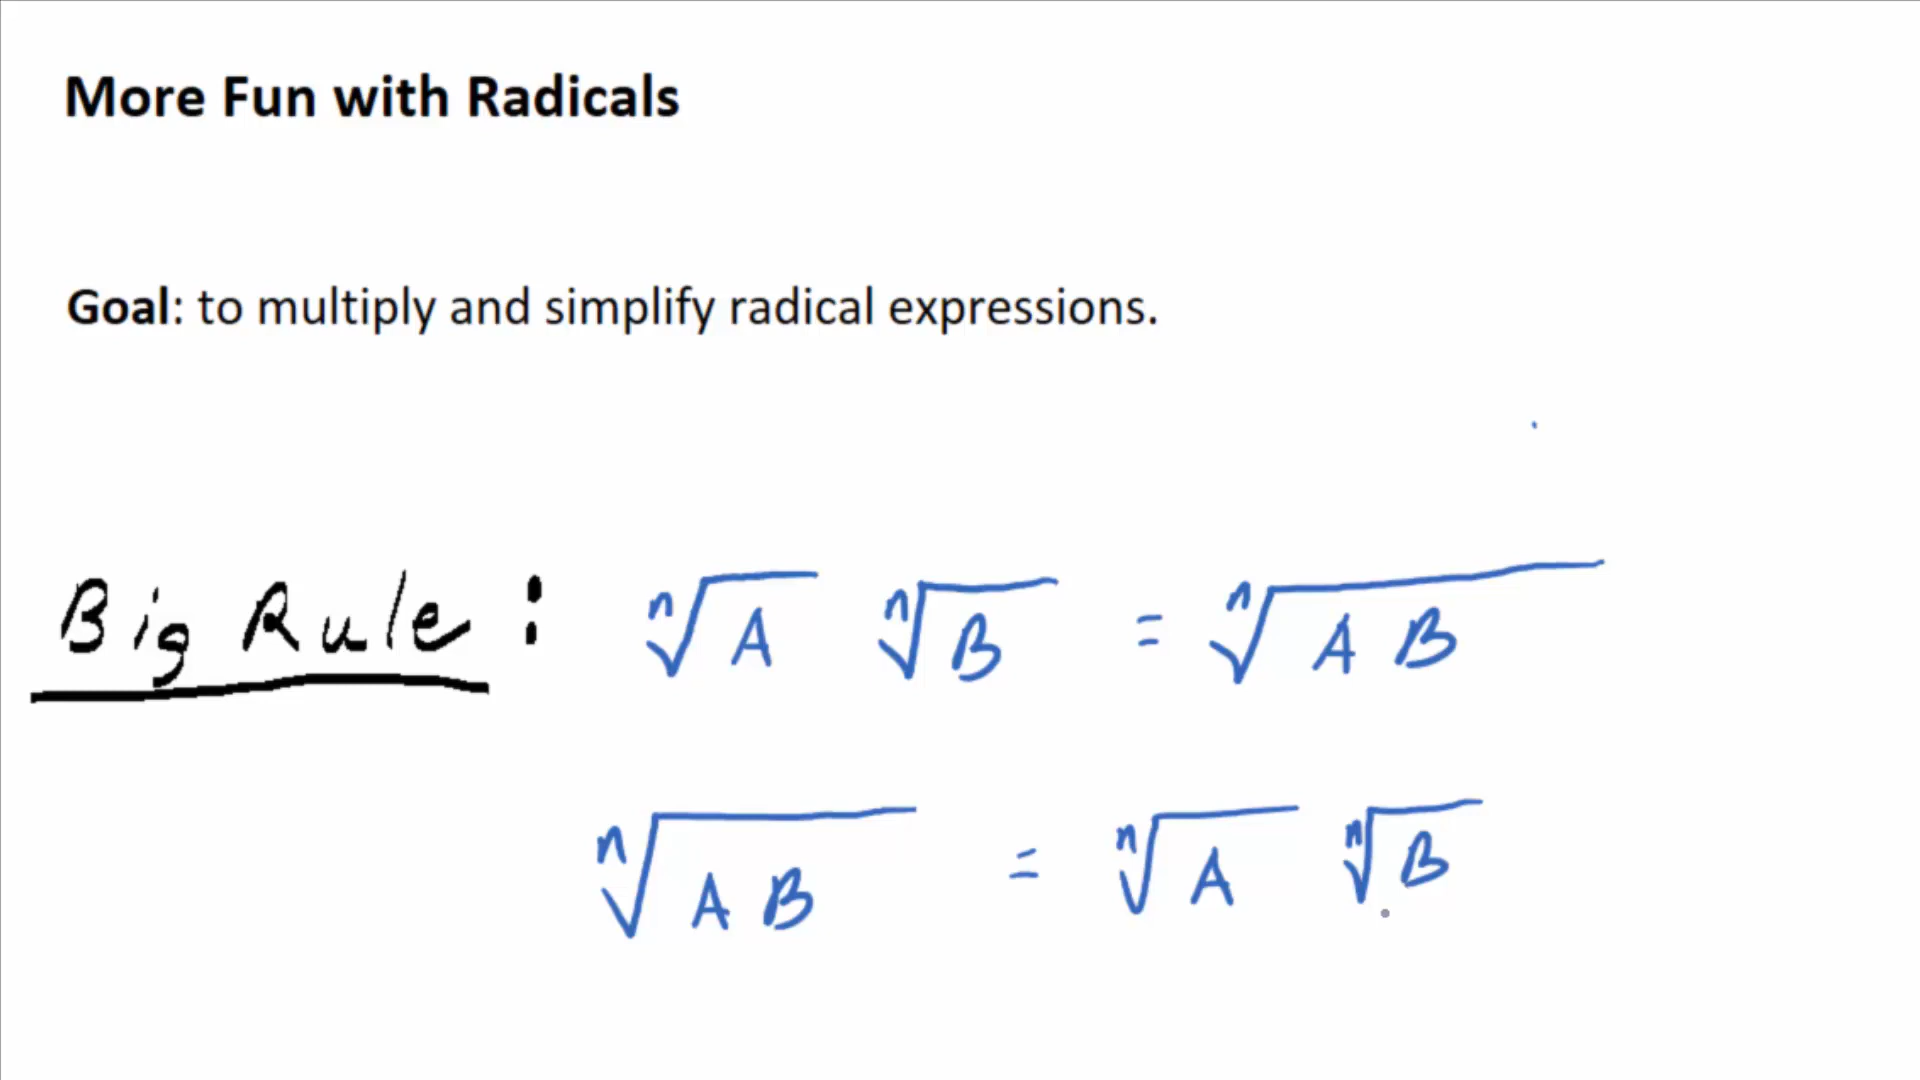 More Fun with Radicals
Goal: to multiply and simplify radical expressions.
Big Rule: ⁿ√A ⁿ√B = ⁿ√AB
ⁿ√AB = ⁿ√A ⁿ√B